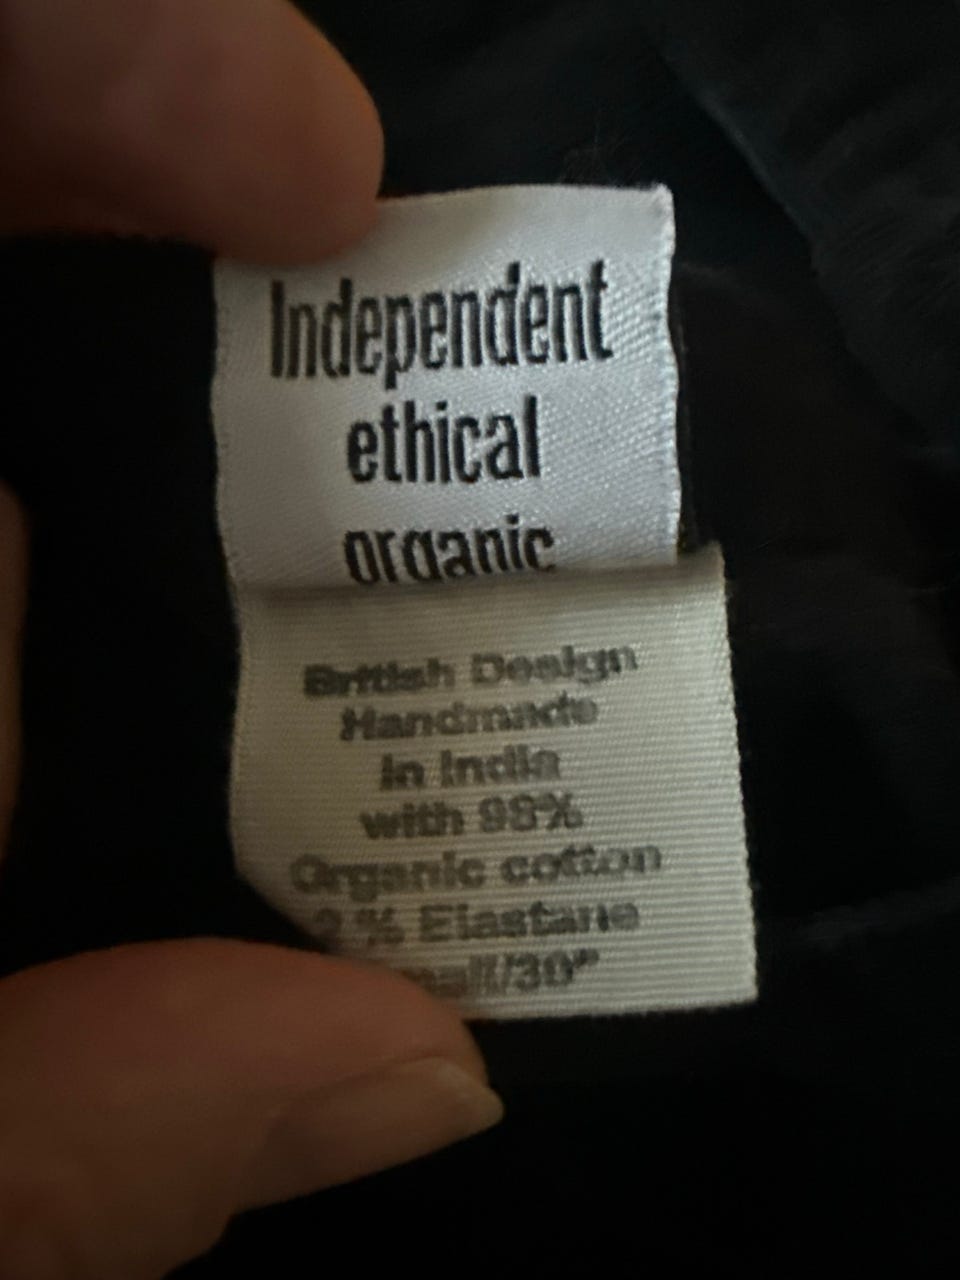 Independent
ethical
organic
British Design
Handmade
in India
with 98%
Organic cotton
2 % Elastane
mall/30"